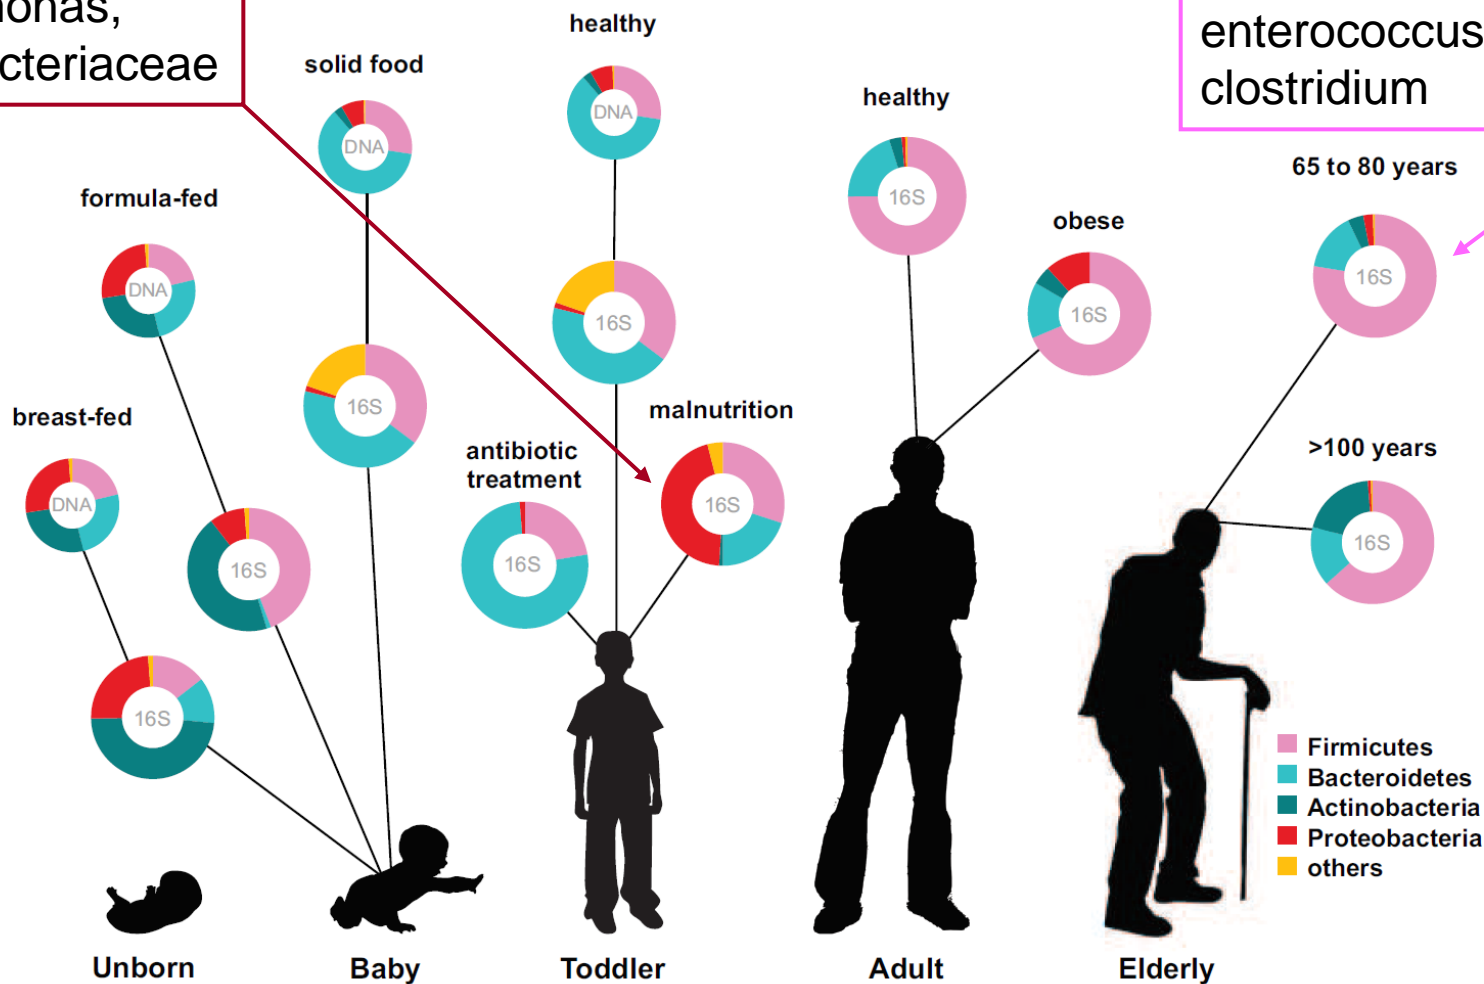 cteriaceae
enterococcus
clostridium
healthy
solid food
DNA
DNA
healthy
16S
65 to 80 years
16S
formula-fed
DNA
obese
16S
16S
16S
breast-fed
DNA
antibiotic
treatment
16S
malnutrition
16S
>100 years
16S
16S
16S
Firmicutes
Bacteroidetes
Actinobacteria
Proteobacteria
others
Unborn
Baby
Toddler
Adult
Elderly